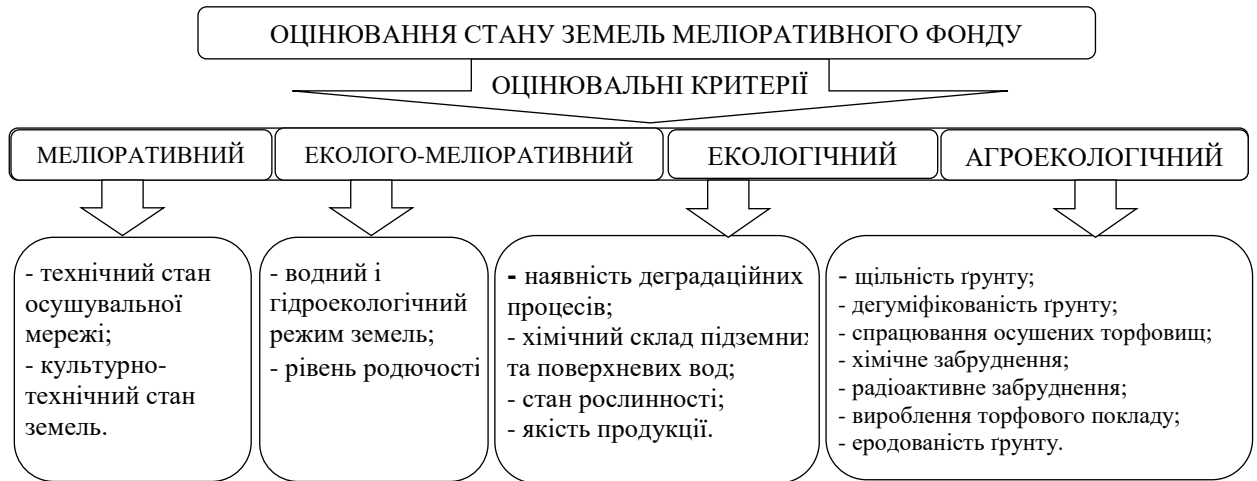 ОЦІНЮВАННЯ СТАНУ ЗЕМЕЛЬ МЕЛІОРАТИВНОГО ФОНДУ
ОЦІНЮВАЛЬНІ КРИТЕРІЇ
МЕЛІОРАТИВНИЙ
ЕКОЛОГО-МЕЛІОРАТИВНИЙ
ЕКОЛОГІЧНИЙ
АГРОЕКОЛОГІЧНИЙ
- технічний стан
осушувальної
мережі;
- культурно-
технічний стан
земель.
- водний і
гідроекологічний
режим земель;
- рівень родючості
- наявність деградаційних
процесів;
- хімічний склад підземних
та поверхневих вод;
- стан рослинності;
- якість продукції.
- щільність ґрунту;
- дегуміфікованість ґрунту;
- спрацювання осушених торфовищ;
- хімічне забруднення;
- радіоактивне забруднення;
- вироблення торфового покладу;
- еродованість ґрунту.